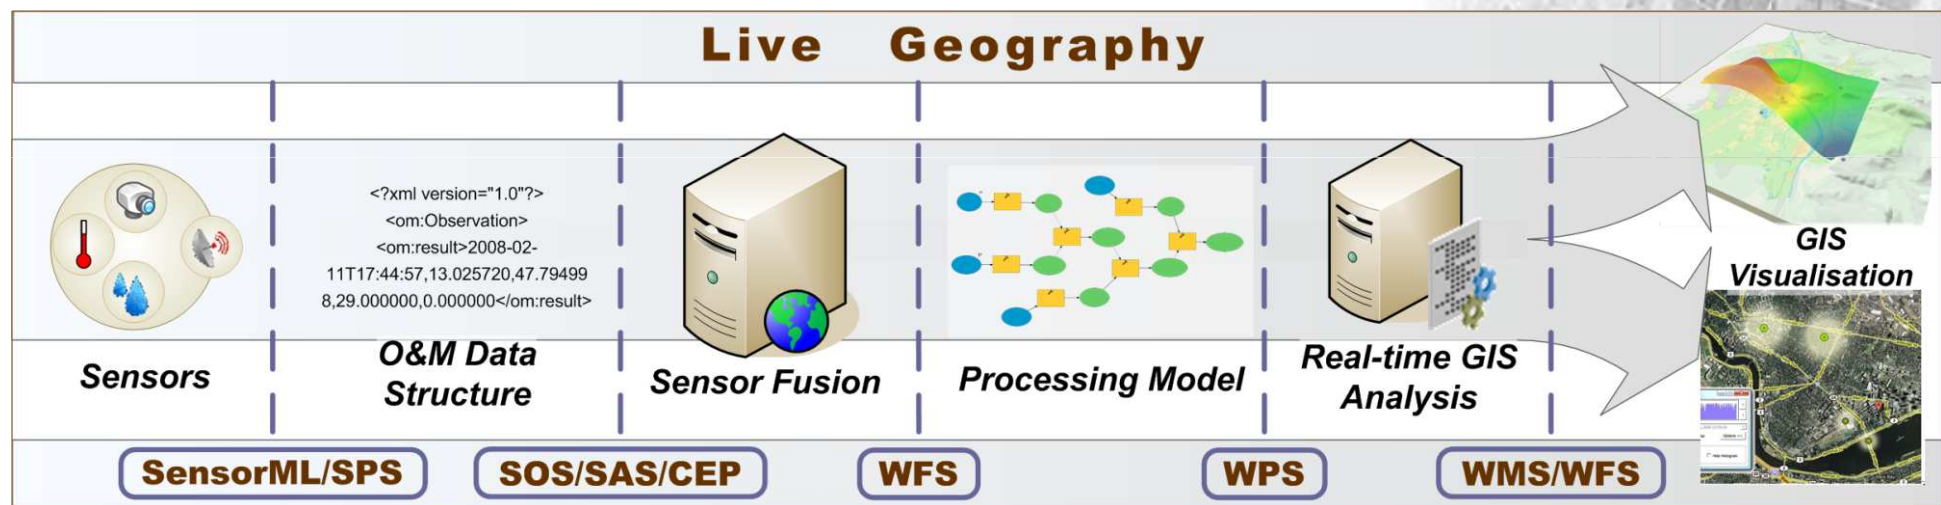 Live Geography
<?xml version="1.0"?>
<om:Observation>
<om:result>2008-02-
11T17:44:57,13.025720,47.79499
8,29.000000,0.000000</om:result>
Sensors
O&M Data
Structure
Sensor Fusion
Processing Model
Real-time GIS
Analysis
GIS
Visualisation
SensorML/SPS
SOS/SAS/CEP
WFS
WPS
WMS/WFS